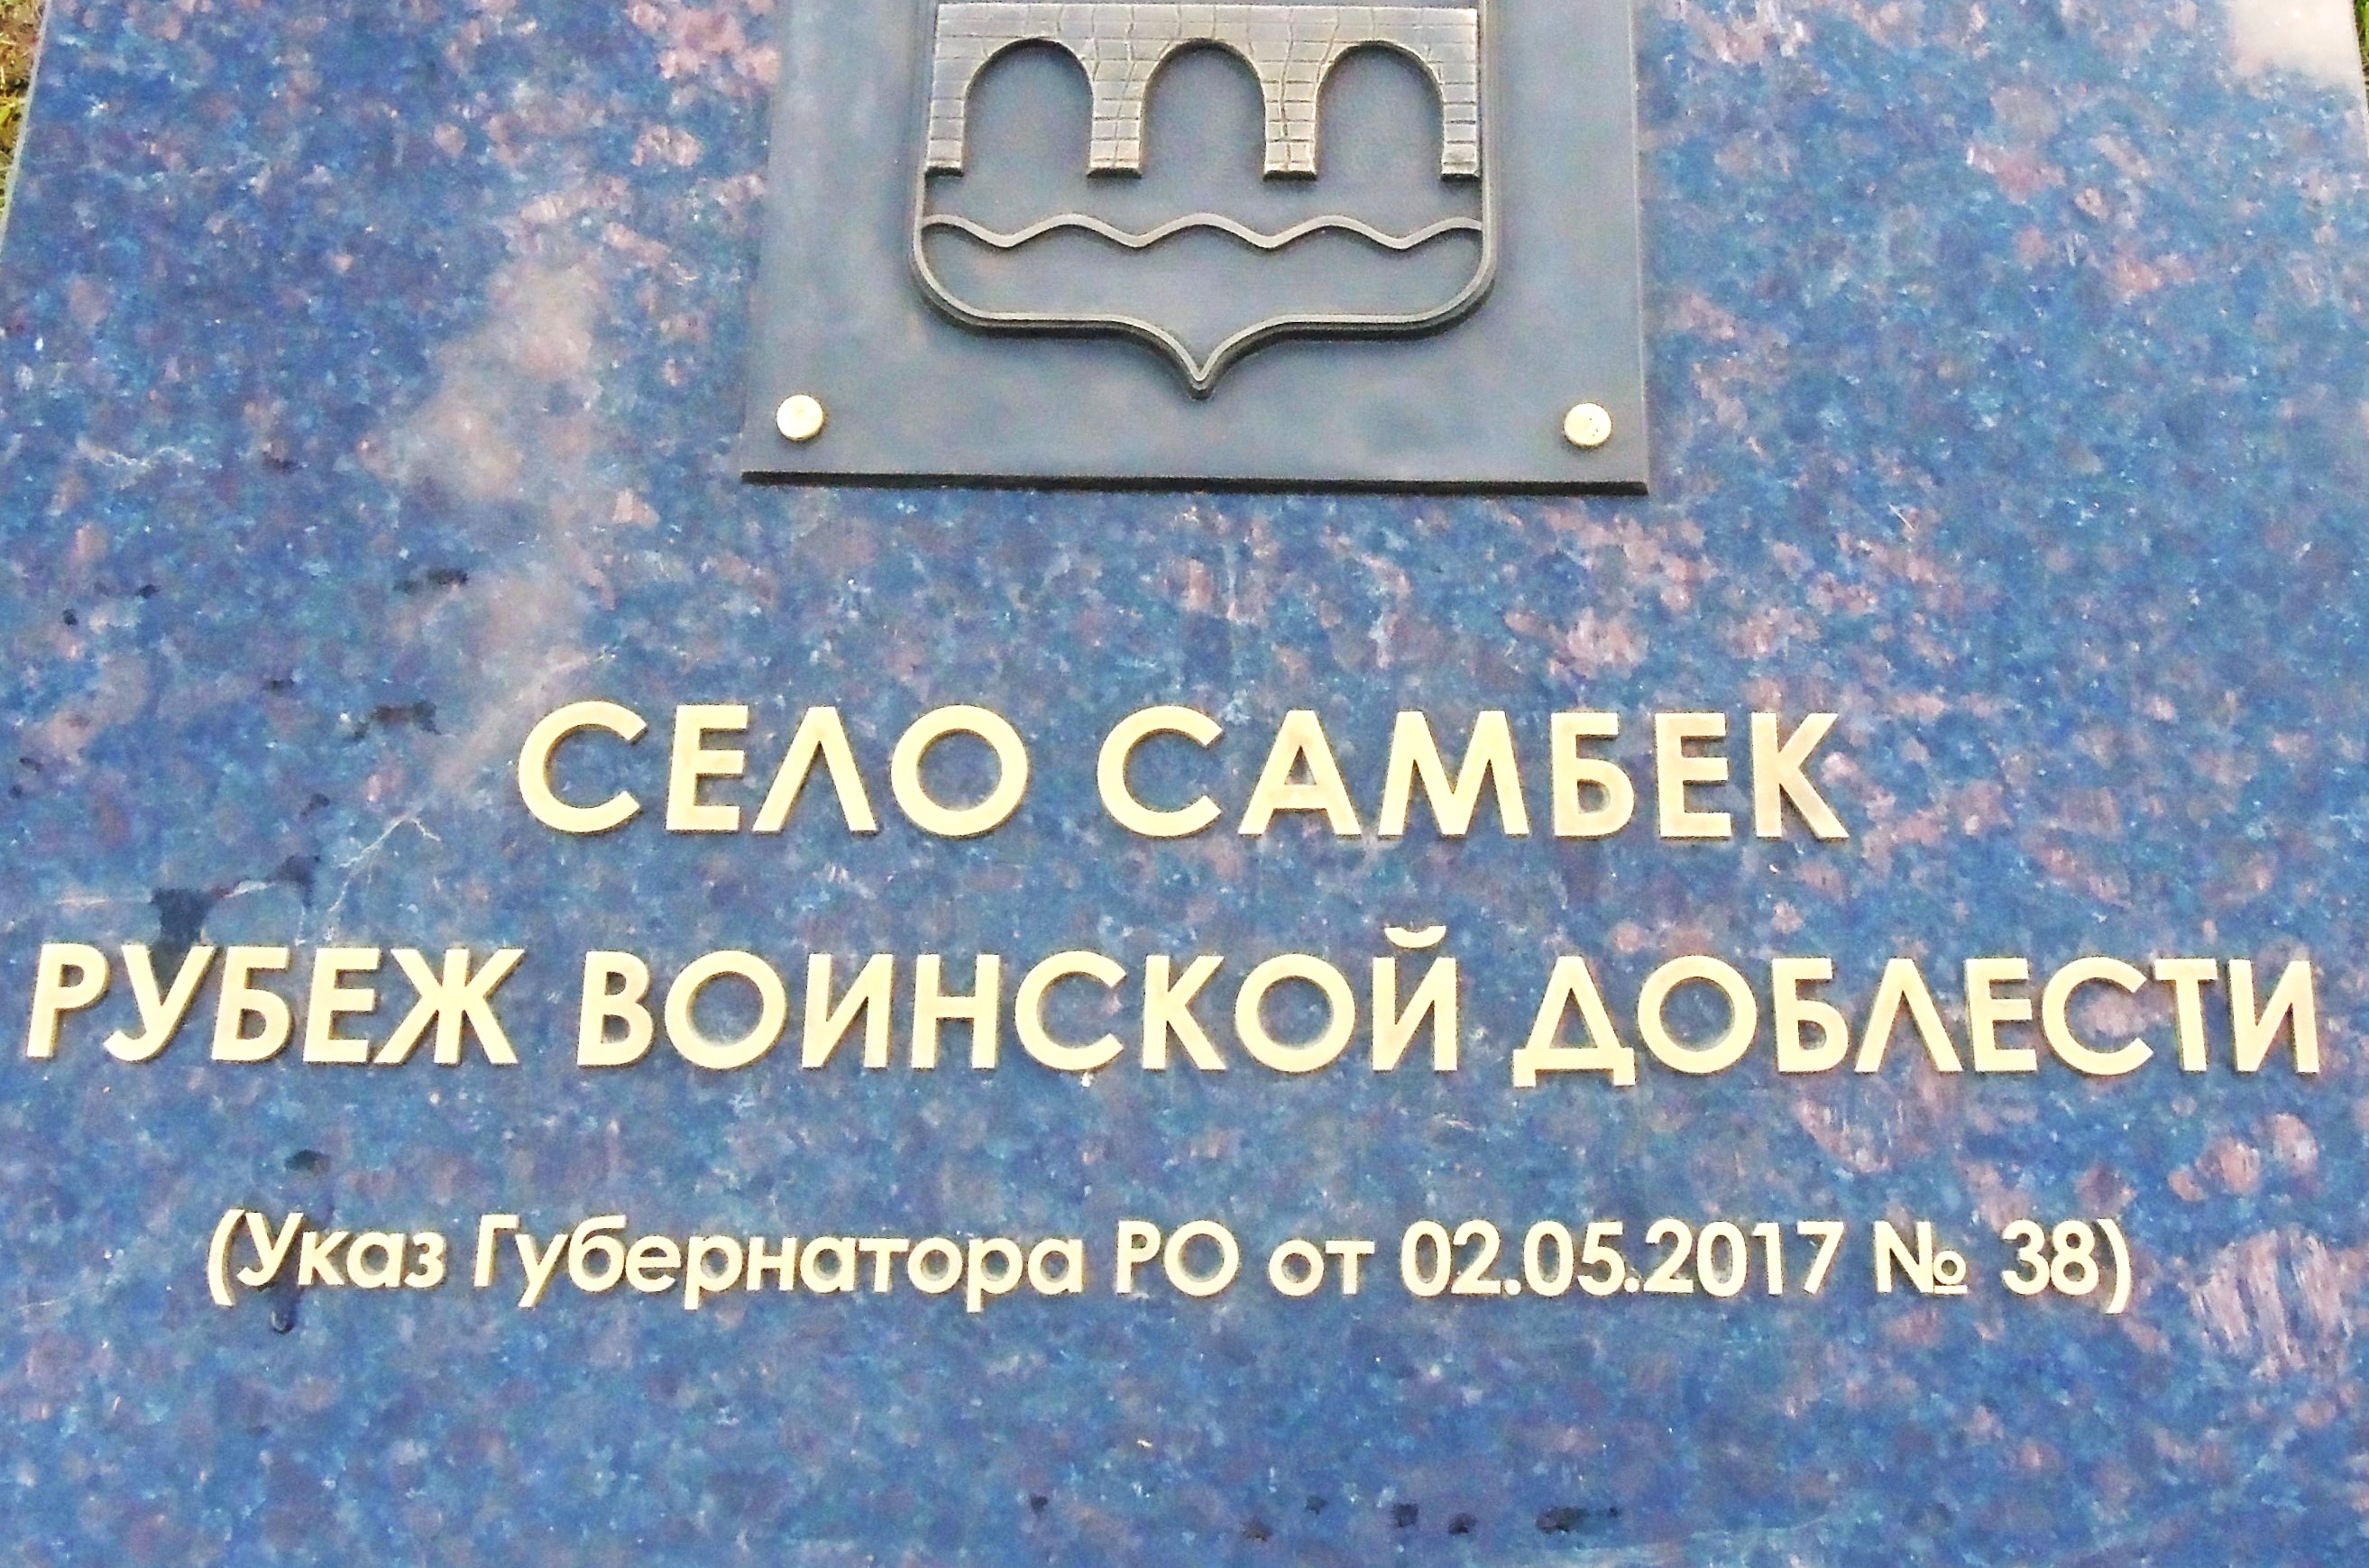 СЕЛО САМБЕК
РУБЕЖ ВОИНСКОЙ ДОБЛЕСТИ
(Указ Губернатора РО от 02.05.2017 № 38)